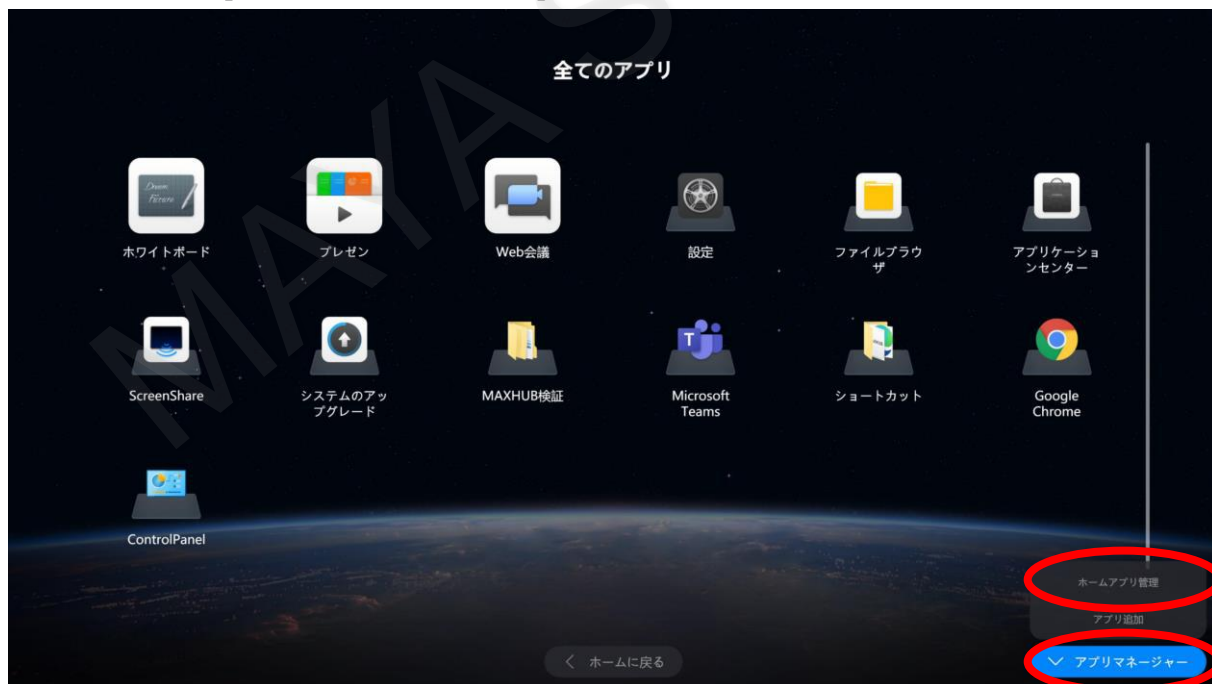 全てのアプリ
ホワイトボード
プレゼン
Web会議
設定
ファイルブラウ
ザ
アプリケーショ
ンセンター
ScreenShare
システムのアッ
プグレード
MAXHUB検証
Microsoft
Teams
ショートカット
Google
Chrome
ControlPanel
ホームアプリ管理
アプリ追加
ホームに戻る
アプリマネージャー
MAYA S